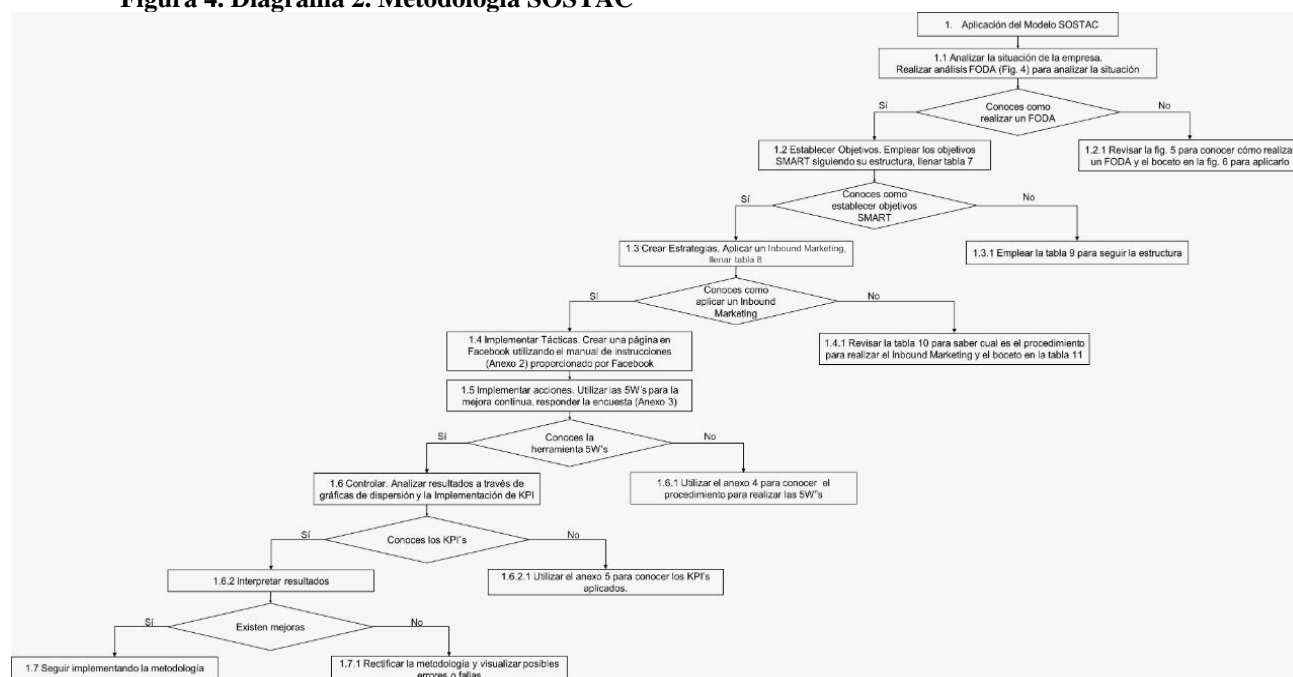 Figura 4. Diagrama 2. Metodología SOSTAC
1. Aplicación del Modelo SOSTAC
1.1 Analizar la situación de la empresa.
Realizar análisis FODA (Fig. 4) para analizar la situación
Conoces como
realizar un FODA
Sí
No
1.2 Establecer Objetivos. Emplear los objetivos
SMART siguiendo su estructura, llenar tabla 7
1.2.1 Revisar la fig. 5 para conocer cómo realiza
un FODA y el boceto en la fig. 6 para aplicarlo
Conoces como
establecer objetivos
SMART
Sí
No
1.3 Crear Estrategias. Aplicar un Inbound Marketing,
llenar tabla 8
1.3.1 Emplear la tabla 9 para seguir la estructura
Conoces como
aplicar un Inbound
Marketing
Sí
No
1.4 Implementar Tácticas. Crear una página en
Facebook utilizando el manual de instrucciones
(Anexo 2) proporcionado por Facebook
1.4.1 Revisar la tabla 10 para saber cual es el procedimiento
para realizar el Inbound Marketing y el boceto en la tabla 11
1.5 Implementar acciones. Utilizar las 5W's para la
mejora continua, responder la encuesta (Anexo 3)
Conoces la
herramienta 5W's
Sí
No
1.6 Controlar. Analizar resultados a través de
gráficas de dispersión y la Implementación de KPI
1.6.1 Utilizar el anexo 4 para conocer el
procedimiento para realizar las 5W"s
Conoces los KPI's
Sí
No
1.6.2 Interpretar resultados
1.6.2.1 Utilizar el anexo 5 para conocer los KPI's
aplicados.
Existen mejoras
Sí
No
1.7 Seguir implementando la metodología
1.7.1 Rectificar la metodología y visualizar posibles
errores o fallas